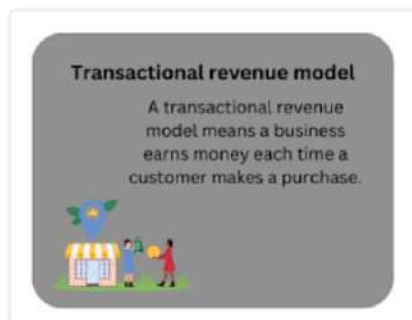 Transactional revenue model
A transactional revenue
model means a business
earns money each time a
customer makes a purchase.